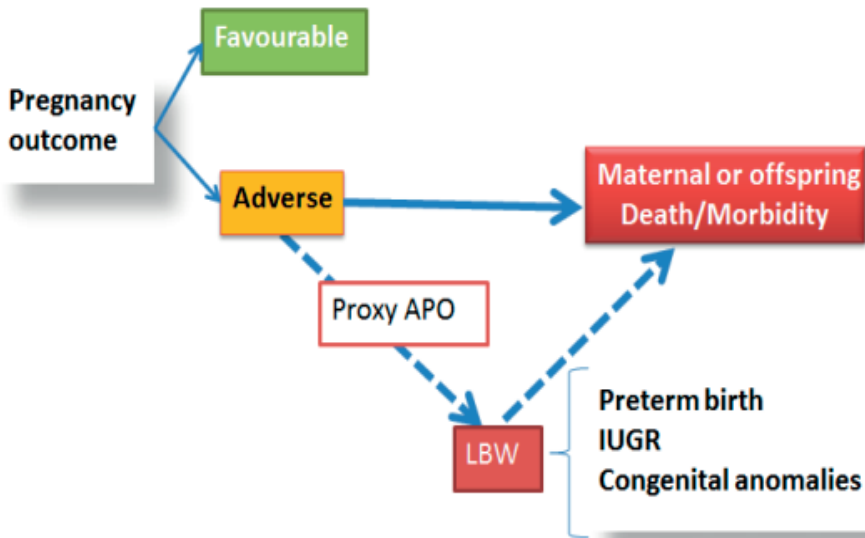 Favourable
Pregnancy
outcome
Adverse
Maternal or offspring
Death/Morbidity
Proxy APO
LBW
Preterm birth
IUGR
Congenital anomalies